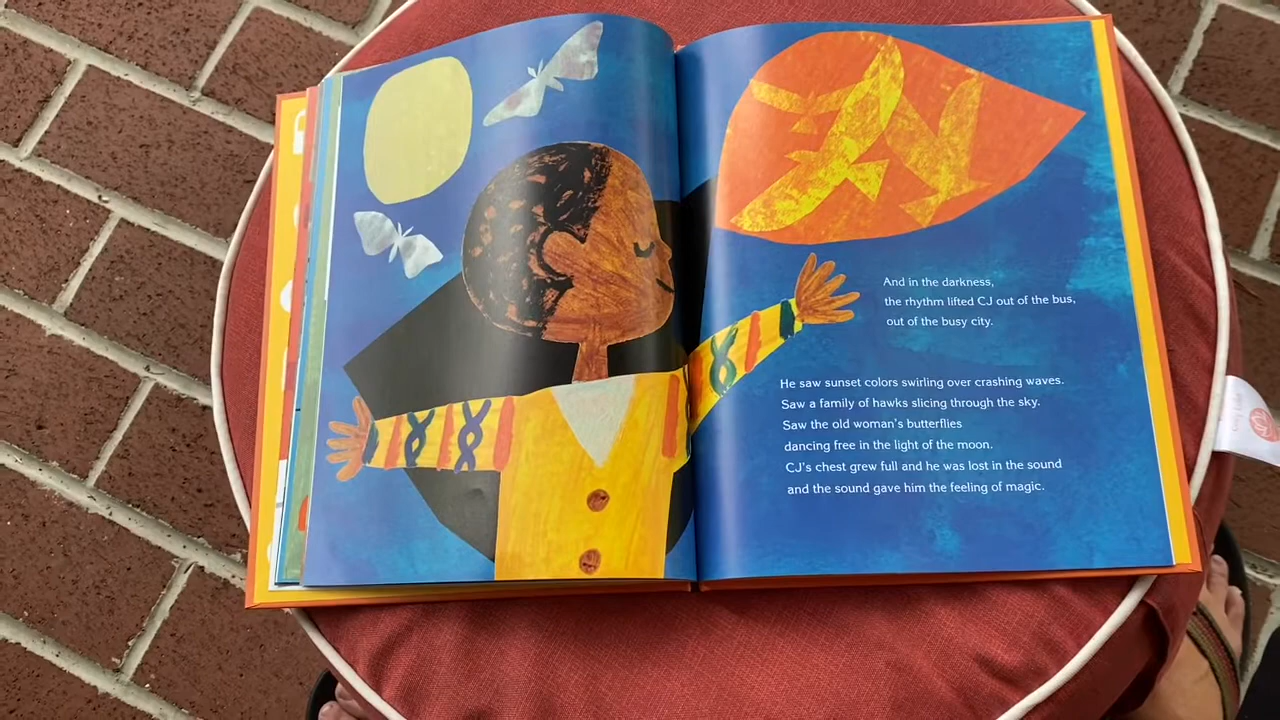 And in the darkness,
the rhythm lifted CJ out of the bus,
out of the busy city.
He saw sunset colors swirling over crashing waves.
Saw a family of hawks slicing through the sky.
Saw the old woman's butterflies
dancing free in the light of the moon.
CJ's chest grew full and he was lost in the sound
and the sound gave him the feeling of magic.